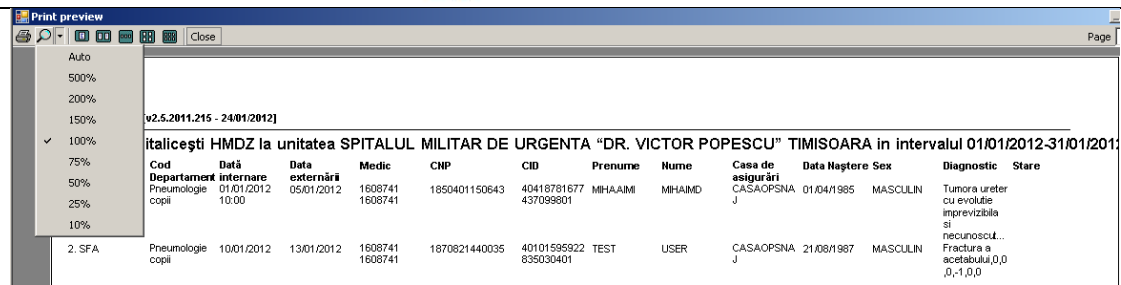 Print preview
Close
Page
Auto
500%
200%
150%
100%
75%
50%
25%
10%
[v2.5.2011.215 - 24/01/2012]
italiceşti HMDZ la unitatea SPITALUL MILITAR DE URGENTA "DR. VICTOR POPESCU" TIMISOARA in interval 01/01/2012-31/01/201
Cod Dată Data Medic CNP CID Prenume Nume Casa de Data Naştere Sex Diagnostic Stare
Departament internare externării asigurări
Pneumologie 01/01/2012 05/01/2012 1608741 1850401150643 40418781677 MIHAAIMI MIHAIMD CASAOPSNA 01/04/1985 MASCULIN Tumora ureter
copii 10:00 1608741 437099801 J cu evolutie
imprevizibila
si
necunoscut...
2. SFA Pneumologie 10/01/2012 13/01/2012 1608741 1870821440035 40101595922 TEST USER CASAOPSNA 21/08/1987 MASCULIN Fractura a
copii 1608741 835030401 J acetabului,0,0
,0,-1,0,0